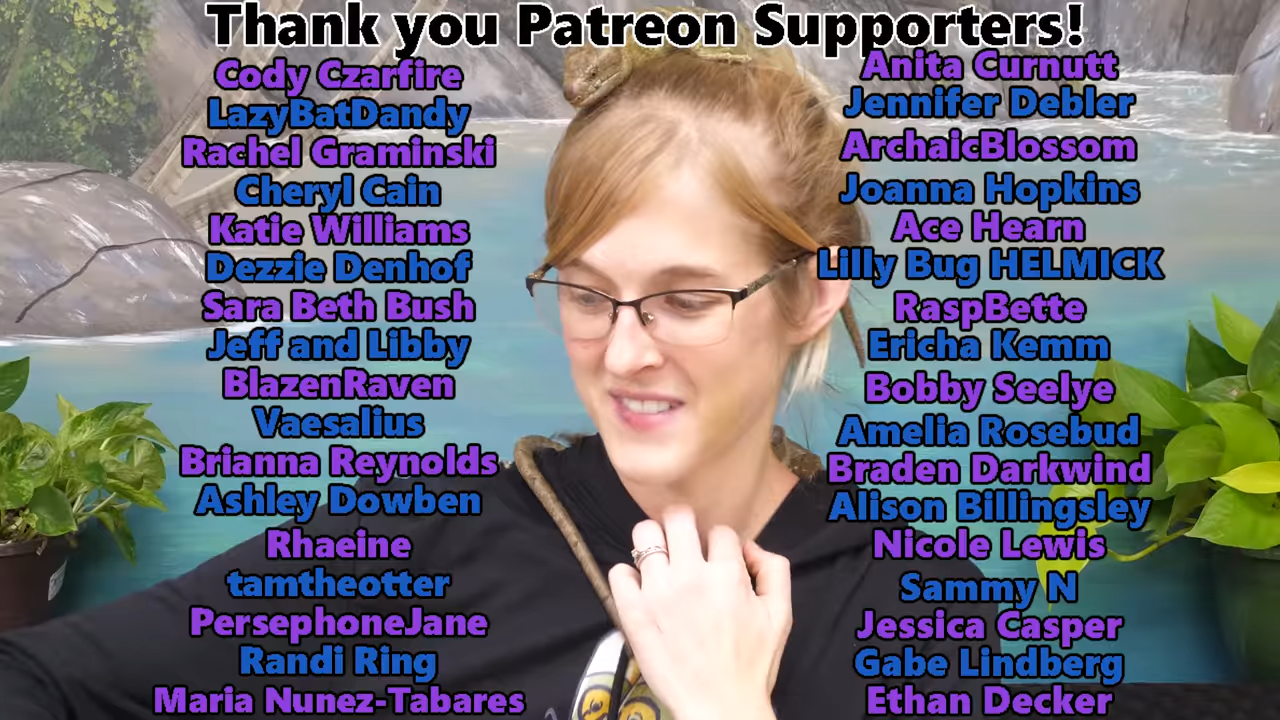 Thank you Patreon Supporters!
Cody Czarfire
LazyBatDandy
Rachel Graminski
Cheryl Cain
Katie Williams
Dezzie Denhof
Sara Beth Bush
Jeff and Libby
BlazenRaven
Vaesalius
Brianna Reynolds
Ashley Dowben
Rhaeine
tamtheotter
PersephoneJane
Randi Ring
Maria Nunez-Tabares
Anita Curnutt
Jennifer Debler
ArchaicBlossom
Joanna Hopkins
Ace Hearn
Lilly Bug HELMICK
RaspBette
Ericha Kemm
Bobby Seelye
Amelia Rosebud
Braden Darkwind
Alison Billingsley
Nicole Lewis
Sammy N
Jessica Casper
Gabe Lindberg
Ethan Decker